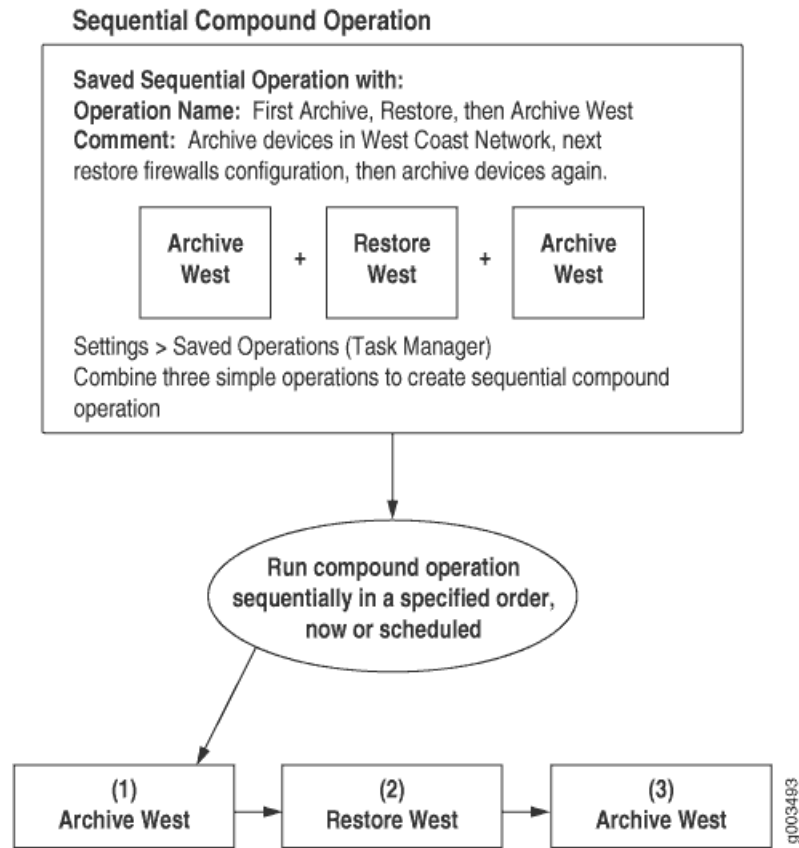 Sequential Compound Operation
Saved Sequential Operation with:
Operation Name: First Archive, Restore, then Archive West
Comment: Archive devices in West Coast Network, next
restore firewalls configuration, then archive devices again.
Archive
West
+
Restore
West
+
Archive
West
Settings > Saved Operations (Task Manager)
Combine three simple operations to create sequential compound
operation
Run compound operation
sequentially in a specified order,
now or scheduled
(1)
Archive West
(2)
Restore West
(3)
Archive West
g003493